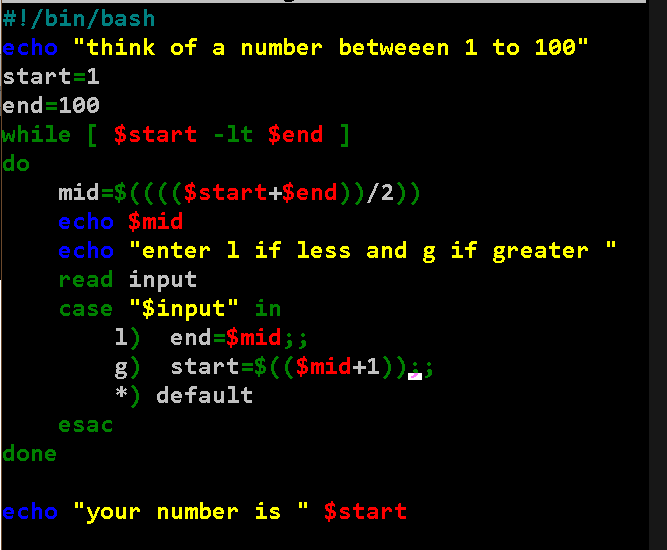 #!/bin/bash
echo "think of a number betweeen 1 to 100"
start=1
end=100
while [ $start -lt $end ]
do
    mid=$(((($start+$end))/2))
    echo $mid
    echo "enter l if less and g if greater "
    read input
    case "$input" in
        l)  end=$mid;;
        g)  start=$(($mid+1));;
        *) default
    esac
done

echo "your number is " $start